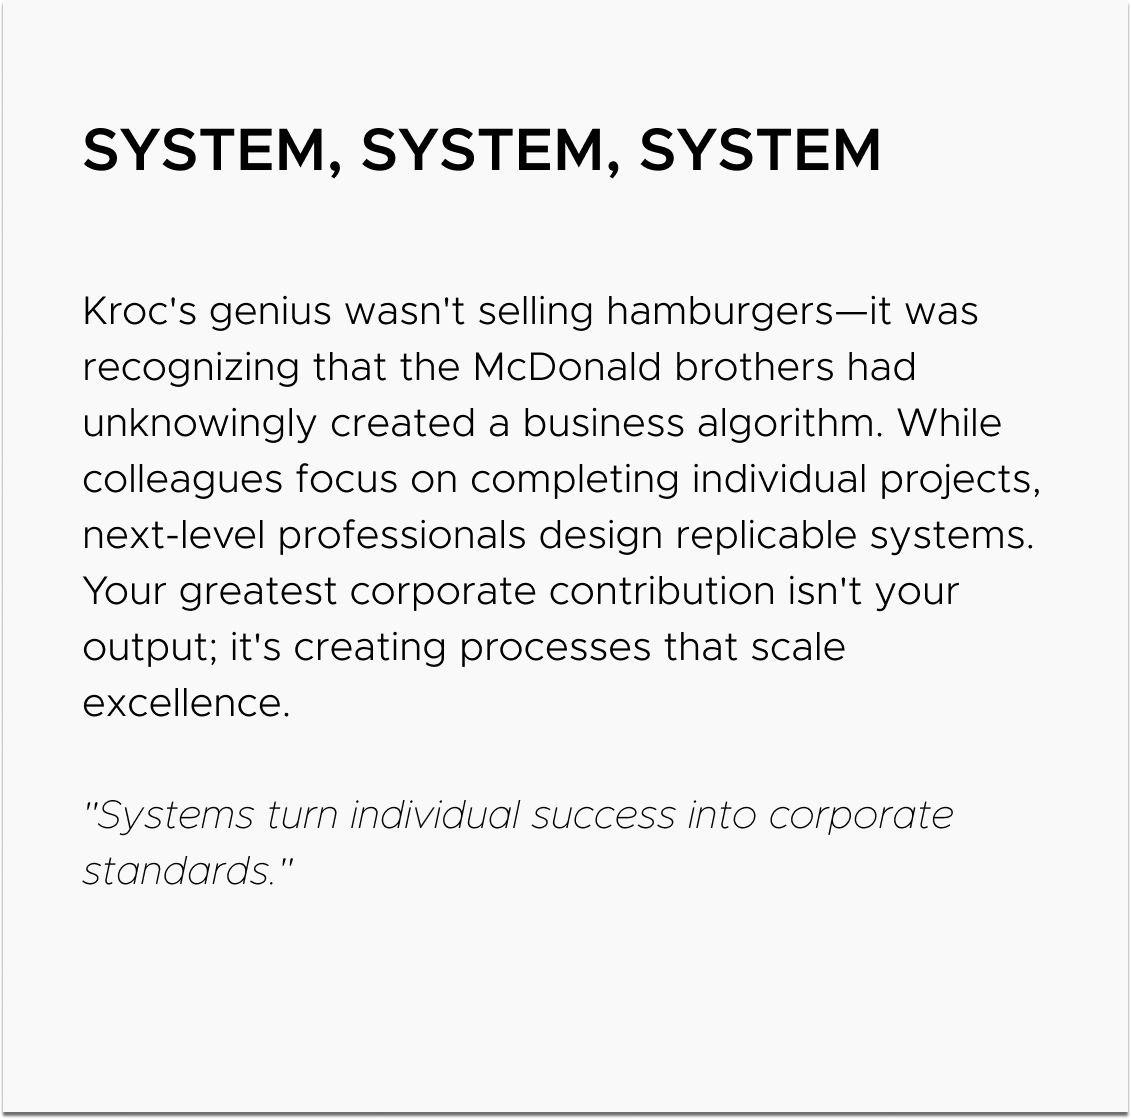 SYSTEM, SYSTEM, SYSTEM
Kroc's genius wasn't selling hamburgers—it was
recognizing that the McDonald brothers had
unknowingly created a business algorithm. While
colleagues focus on completing individual projects,
next-level professionals design replicable systems.
Your greatest corporate contribution isn't your
output; it's creating processes that scale
excellence.
"Systems turn individual success into corporate
standards."